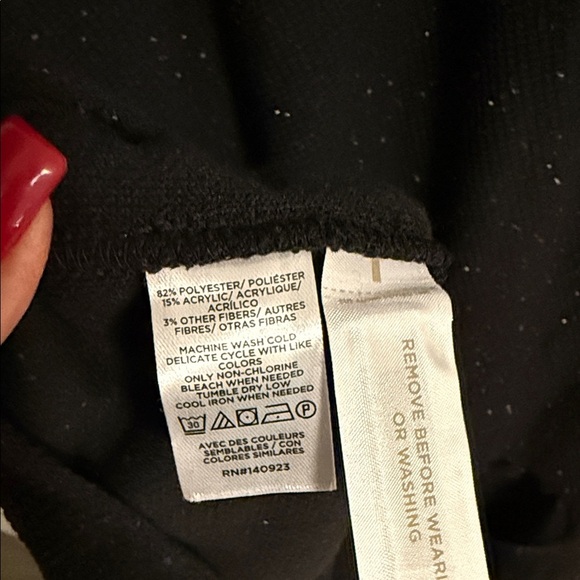 82% POLYESTER/ POLIÉSTER
15% ACRYLIC/ ACRYLIQUE/
ACRÍLICO
3% OTHER FIBERS/ AUTRES
FIBRES/ OTRAS FIBRAS
MACHINE WASH COLD
DELICATE CYCLE WITH LIKE
COLORS
ONLY NON-CHLORINE
BLEACH WHEN NEEDED
TUMBLE DRY LOW
COOL IRON WHEN NEEDED
30 P
AVEC DES COULEURS
SEMBLABLES / CON
COLORES SIMILARES
RN#140923
REMOVE BEFORE WEARI
OR WASHING